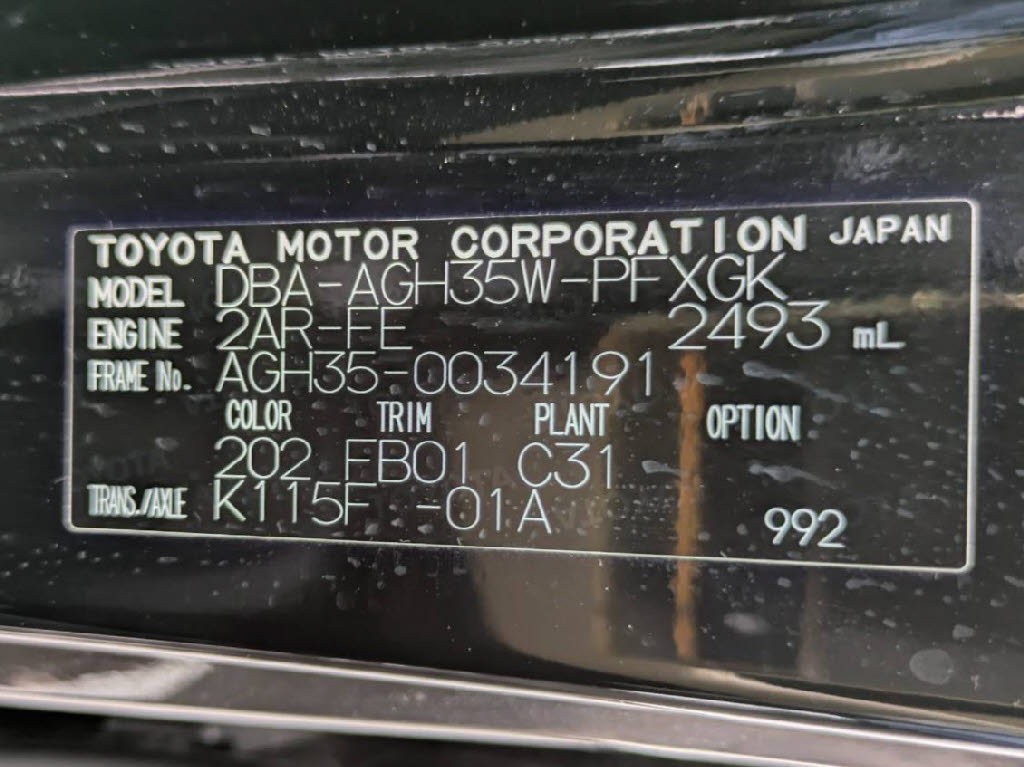 TOYOTA MOTOR CORPORATION JAPAN
MODEL DBA-AGH35W-PFXGK
ENGINE 2AR-FE 2493 mL
FRAME No. AGH35-0034191
COLOR TRIM PLANT OPTION
202 FB01 C31
TRANS./AXLE K115F -01A
992